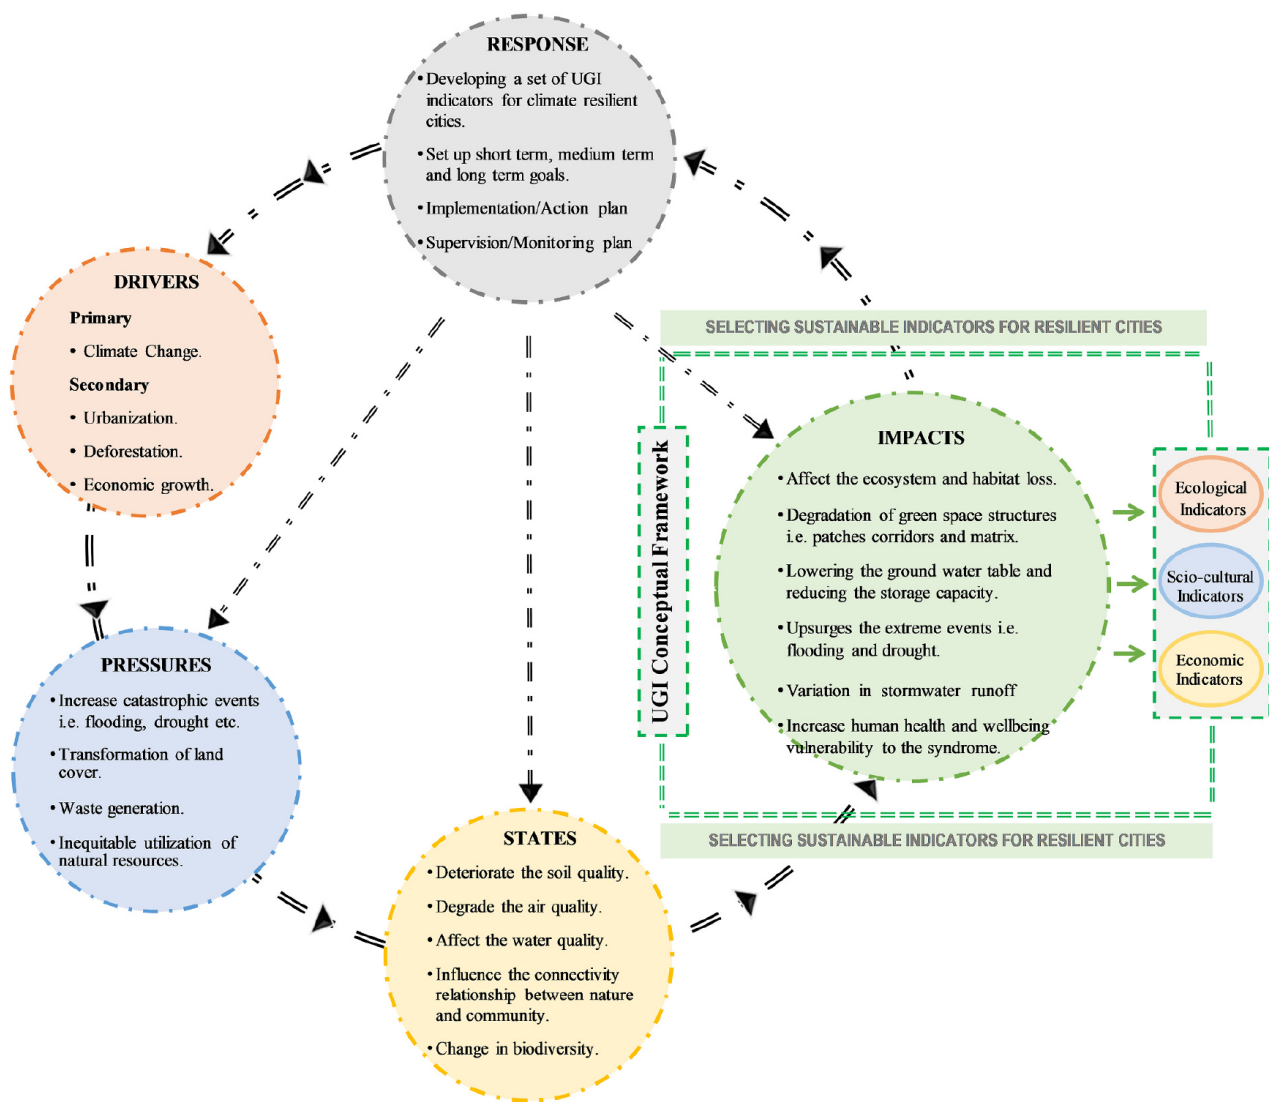 RESPONSE
• Developing a set of UGI
indicators for climate resilient
cities.
• Set up short term, medium term
and long term goals.
• Implementation/Action plan
• Supervision/Monitoring plan
DRIVERS
Primary
• Climate Change.
Secondary
• Urbanization.
• Deforestation.
• Economic growth.
PRESSURES
• Increase catastrophic events
i.e. flooding, drought etc.
• Transformation of land
cover.
• Waste generation.
• Inequitable utilization of
natural resources.
STATES
• Deteriorate the soil quality.
• Degrade the air quality.
• Affect the water quality.
• Influence the connectivity
relationship between nature
and community.
• Change in biodiversity.
SELECTING SUSTAINABLE INDICATORS FOR RESILIENT CITIES
UGI Conceptual Framework
IMPACTS
• Affect the ecosystem and habitat loss.
• Degradation of green space structures
i.e. patches corridors and matrix.
• Lowering the ground water table and
reducing the storage capacity.
• Upsurges the extreme events i.e.
flooding and drought.
• Variation in stormwater runoff
• Increase human health and wellbeing
vulnerability to the syndrome.
Ecological
Indicators
Scio-cultural
Indicators
Economic
Indicators
SELECTING SUSTAINABLE INDICATORS FOR RESILIENT CITIES